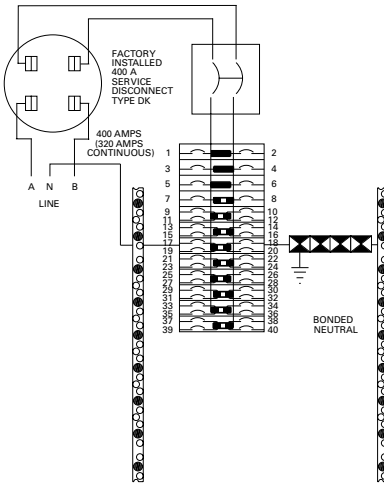 FACTORY
INSTALLED
400 A
SERVICE
DISCONNECT
TYPE DK
400 AMPS
(320 AMPS
CONTINUOUS)
A N B
LINE
1 2
3 4
5 6
7 8
9 10
11 12
13 14
15 16
17 18
19 20
21 22
23 24
25 26
27 28
29 30
31 32
33 34
35 36
37 38
39 40
BONDED
NEUTRAL